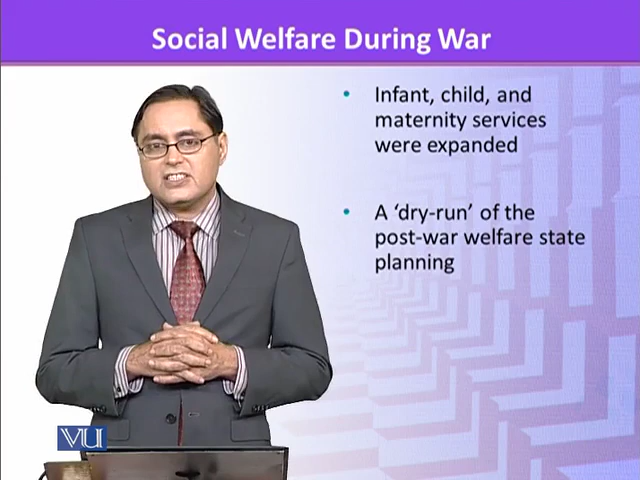 Social Welfare During War
• Infant, child, and
maternity services
were expanded
• A ‘dry-run’ of the
post-war welfare state
planning
VU